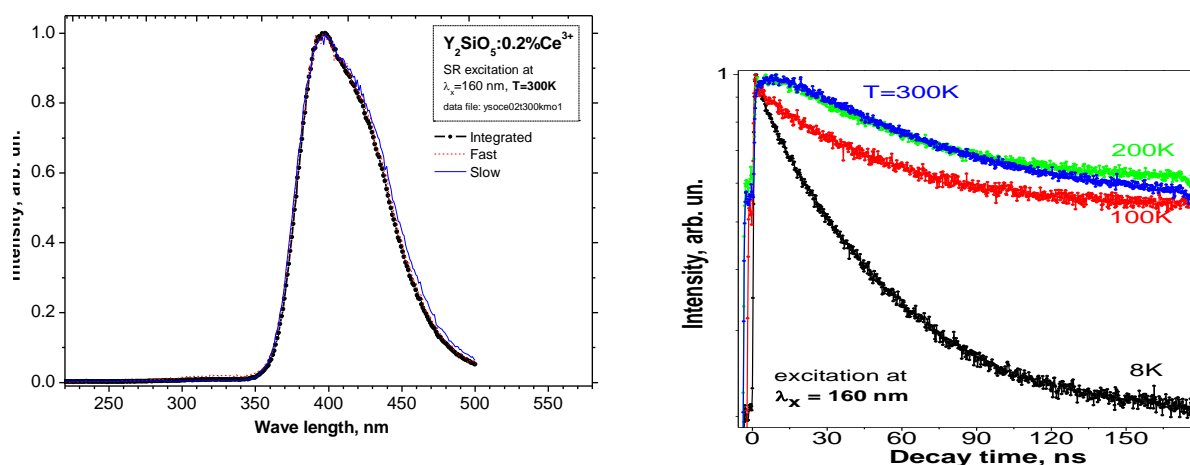 1.0
0.8
0.6
0.4
0.2
0.0
Intensity, arb. un.
250 300 350 400 450 500 550
Wave length, nm
Y2SiO5:0.2%Ce3+
SR excitation at
λx=160 nm, T=300K
data file: ysoce02t300kmo1
Integrated
Fast
Slow
1
Intensity, arb. un.
T=300K
200K
100K
8K
excitation at
λx = 160 nm
0 30 60 90 120 150
Decay time, ns